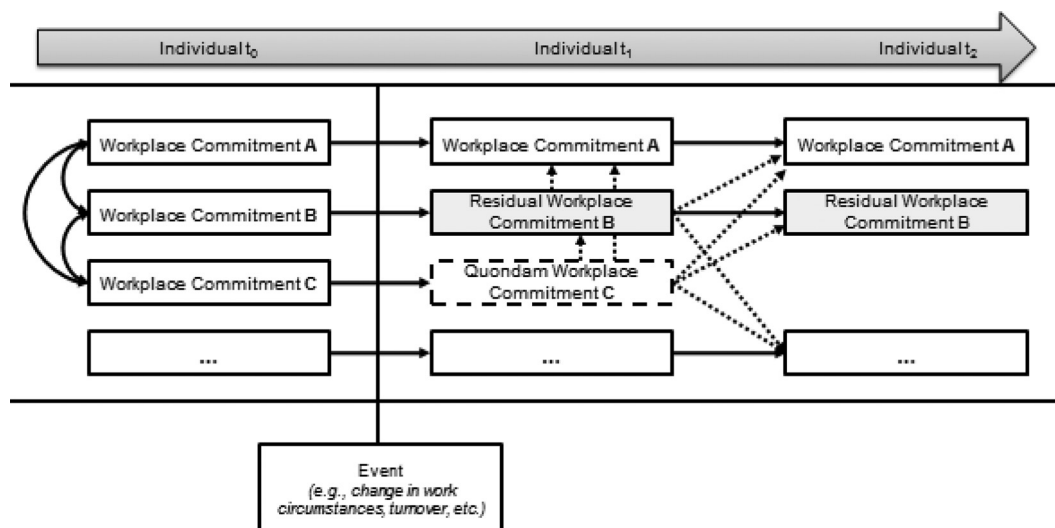 Individual t₀ Individual t₁ Individual t₂
Workplace Commitment A Workplace Commitment A Workplace Commitment A
Workplace Commitment B
Residual Workplace
Commitment B
Residual Workplace
Commitment B
Workplace Commitment C
Quondam Workplace
Commitment C
... ... ...
Event
(e.g., change in work
circumstances, turnover, etc.)